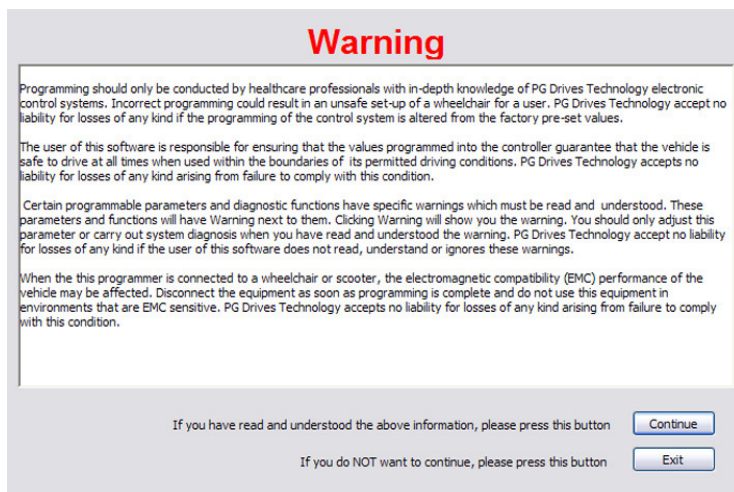 Warning
Programming should only be conducted by healthcare professionals with in-depth knowledge of PG Drives Technology electronic
control systems. Incorrect programming could result in an unsafe set-up of a wheelchair for a user. PG Drives Technology accept no
liability for losses of any kind if the programming of the control system is altered from the factory pre-set values.
The user of this software is responsible for ensuring that the values programmed into the controller guarantee that the vehicle is
safe to drive at all times when used within the boundaries of its permitted driving conditions. PG Drives Technology accepts no
liability for losses of any kind arising from failure to comply with this condition.
Certain programmable parameters and diagnostic functions have specific warnings which must be read and understood. These
parameters and functions will have Warning next to them. Clicking Warning will show you the warning. You should only adjust this
parameter or carry out system diagnosis when you have read and understood the warning. PG Drives Technology accept no liability
for losses of any kind if the user of this software does not read, understand or ignores these warnings.
When the this programmer is connected to a wheelchair or scooter, the electromagnetic compatibility (EMC) performance of the
vehicle may be affected. Disconnect the equipment as soon as programming is complete and do not use this equipment in
environments that are EMC sensitive. PG Drives Technology accepts no liability for losses of any kind arising from failure to comply
with this condition.
If you have read and understood the above information, please press this button Continue
If you do NOT want to continue, please press this button Exit